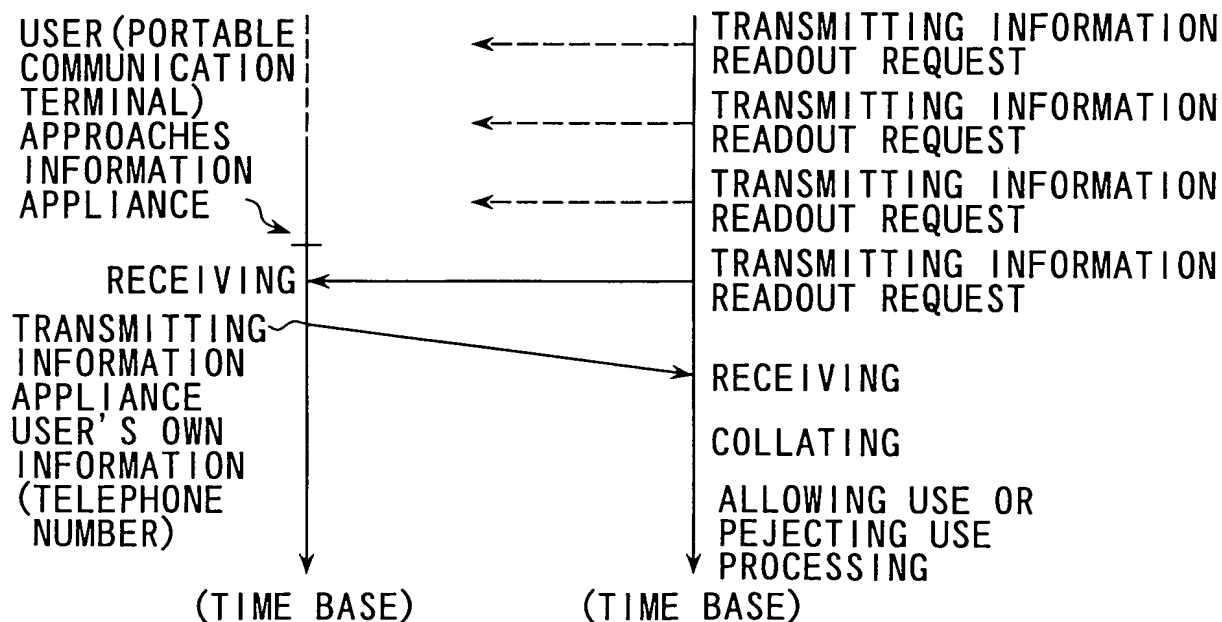 USER(PORTABLE
COMMUNICATION
TERMINAL)
APPROACHES
INFORMATION
APPLIANCE
TRANSMITTING INFORMATION
READOUT REQUEST
TRANSMITTING INFORMATION
READOUT REQUEST
TRANSMITTING INFORMATION
READOUT REQUEST
TRANSMITTING INFORMATION
READOUT REQUEST
RECEIVING
TRANSMITTING
INFORMATION
APPLIANCE
USER'S OWN
INFORMATION
(TELEPHONE
NUMBER)
RECEIVING
COLLATING
ALLOWING USE OR
PEJECTING USE
PROCESSING
(TIME BASE)
(TIME BASE)